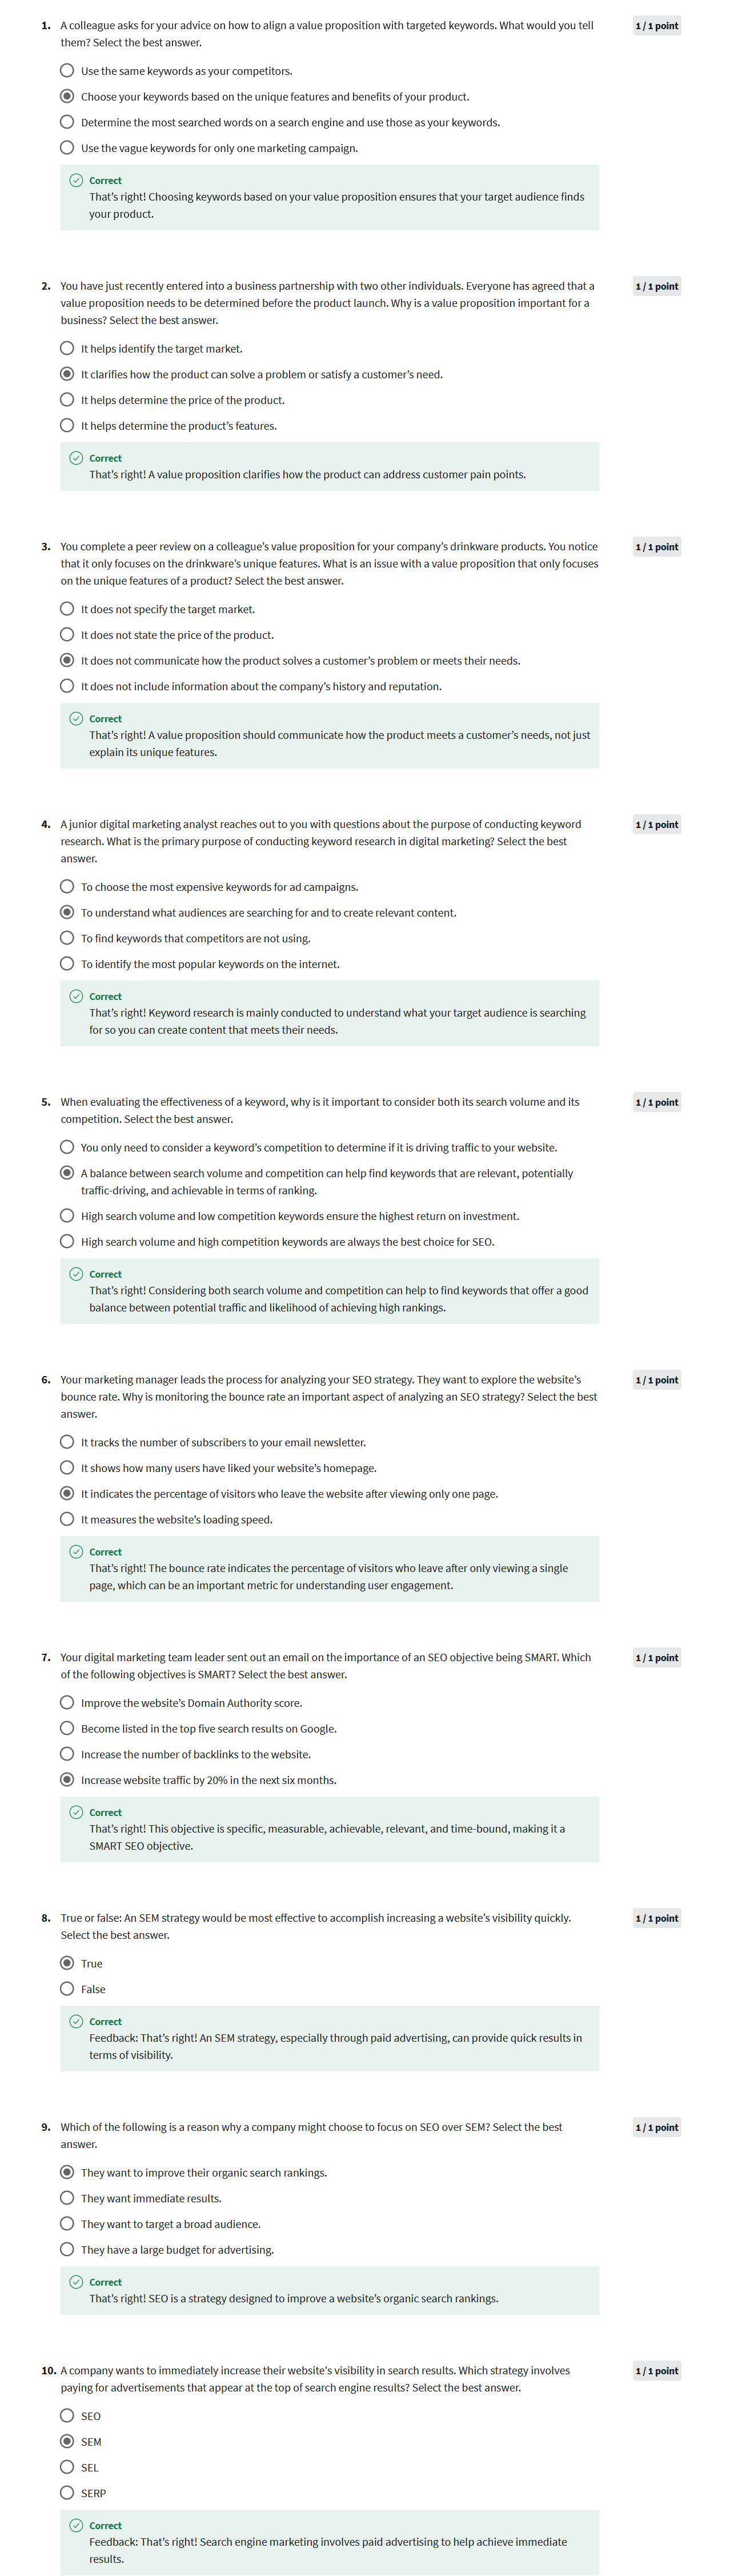 1. A colleague asks for your advice on how to align a value proposition with targeted keywords. What would you tell
them? Select the best answer.
1 / 1 point
Use the same keywords as your competitors.
Choose your keywords based on the unique features and benefits of your product.
Determine the most searched words on a search engine and use those as your keywords.
Use the vague keywords for only one marketing campaign.
Correct
That's right! Choosing keywords based on your value proposition ensures that your target audience finds
your product.
2. You have just recently entered into a business partnership with two other individuals. Everyone has agreed that a
value proposition needs to be determined before the product launch. Why is a value proposition important for a
business? Select the best answer.
1 / 1 point
It helps identify the target market.
It clarifies how the product can solve a problem or satisfy a customer's need.
It helps determine the price of the product.
It helps determine the product's features.
Correct
That's right! A value proposition clarifies how the product can address customer pain points.
3. You complete a peer review on a colleague's value proposition for your company's drinkware products. You notice
that it only focuses on the drinkware's unique features. What is an issue with a value proposition that only focuses
on the unique features of a product? Select the best answer.
1 / 1 point
It does not specify the target market.
It does not state the price of the product.
It does not communicate how the product solves a customer's problem or meets their needs.
It does not include information about the company's history and reputation.
Correct
That's right! A value proposition should communicate how the product meets a customer's needs, not just
explain its unique features.
4. A junior digital marketing analyst reaches out to you with questions about the purpose of conducting keyword
research. What is the primary purpose of conducting keyword research in digital marketing? Select the best
answer.
1 / 1 point
To choose the most expensive keywords for ad campaigns.
To understand what audiences are searching for and to create relevant content.
To find keywords that competitors are not using.
To identify the most popular keywords on the internet.
Correct
That's right! Keyword research is mainly conducted to understand what your target audience is searching
for so you can create content that meets their needs.
5. When evaluating the effectiveness of a keyword, why is it important to consider both its search volume and its
competition. Select the best answer.
1 / 1 point
You only need to consider a keyword's competition to determine if it is driving traffic to your website.
A balance between search volume and competition can help find keywords that are relevant, potentially
traffic-driving, and achievable in terms of ranking.
High search volume and low competition keywords ensure the highest return on investment.
High search volume and high competition keywords are always the best choice for SEO.
Correct
That's right! Considering both search volume and competition can help to find keywords that offer a good
balance between potential traffic and likelihood of achieving high rankings.
6. Your marketing manager leads the process for analyzing your SEO strategy. They want to explore the website's
bounce rate. Why is monitoring the bounce rate an important aspect of analyzing an SEO strategy? Select the best
answer.
1 / 1 point
It tracks the number of subscribers to your email newsletter.
It shows how many users have liked your website's homepage.
It indicates the percentage of visitors who leave the website after viewing only one page.
It measures the website's loading speed.
Correct
That's right! The bounce rate indicates the percentage of visitors who leave after only viewing a single
page, which can be an important metric for understanding user engagement.
7. Your digital marketing team leader sent out an email on the importance of an SEO objective being SMART. Which
of the following objectives is SMART? Select the best answer.
1 / 1 point
Improve the website's Domain Authority score.
Become listed in the top five search results on Google.
Increase the number of backlinks to the website.
Increase website traffic by 20% in the next six months.
Correct
That's right! This objective is specific, measurable, achievable, relevant, and time-bound, making it a
SMART SEO objective.
8. True or false: An SEM strategy would be most effective to accomplish increasing a website's visibility quickly.
Select the best answer.
1 / 1 point
True
False
Correct
Feedback: That's right! An SEM strategy, especially through paid advertising, can provide quick results in
terms of visibility.
9. Which of the following is a reason why a company might choose to focus on SEO over SEM? Select the best
answer.
1 / 1 point
They want to improve their organic search rankings.
They want immediate results.
They want to target a broad audience.
They have a large budget for advertising.
Correct
That's right! SEO is a strategy designed to improve a website's organic search rankings.
10. A company wants to immediately increase their website's visibility in search results. Which strategy involves
paying for advertisements that appear at the top of search engine results? Select the best answer.
1 / 1 point
SEO
SEM
SEL
SERP
Correct
Feedback: That's right! Search engine marketing involves paid advertising to help achieve immediate
results.